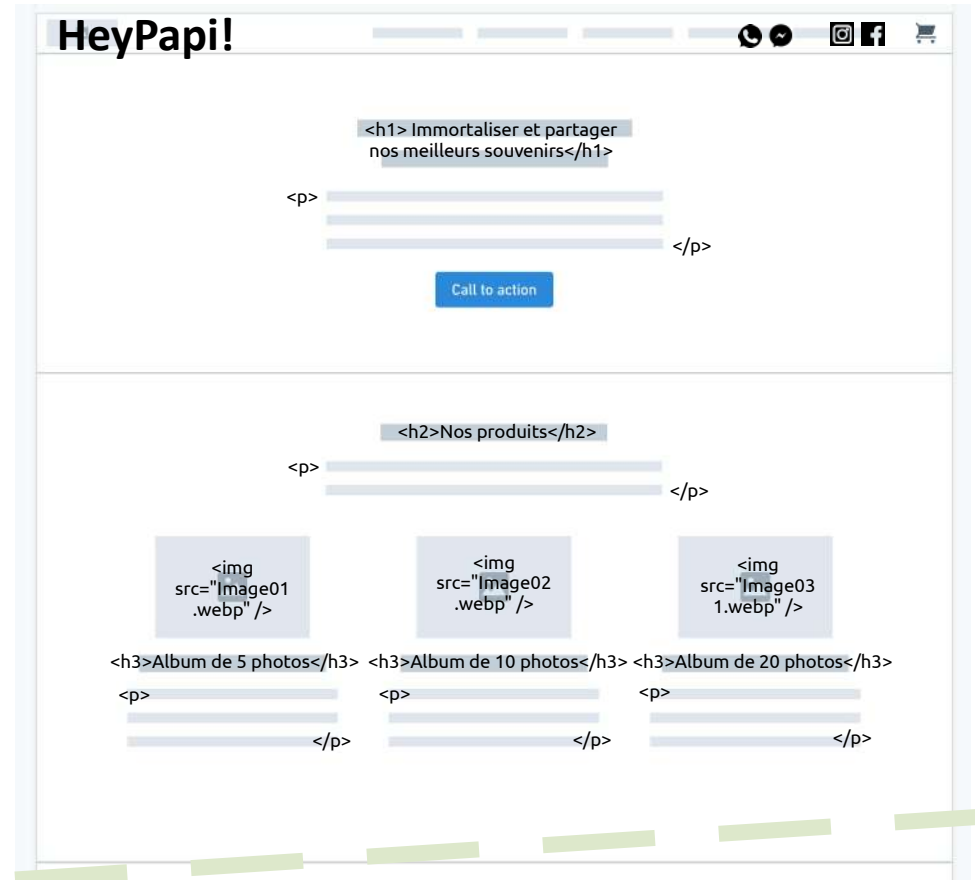 HeyPapi!
<h1> Immortaliser et partager
nos meilleurs souvenirs</h1>
<p>
</p>
Call to action
<h2>Nos produits</h2>
<p>
</p>
<img
src="Image01
.webp" />
<img
src="Image02
.webp" />
<img
src="Image03
1.webp" />
<h3>Album de 5 photos</h3>
<h3>Album de 10 photos</h3>
<h3>Album de 20 photos</h3>
<p>
</p>
<p>
</p>
<p>
</p>